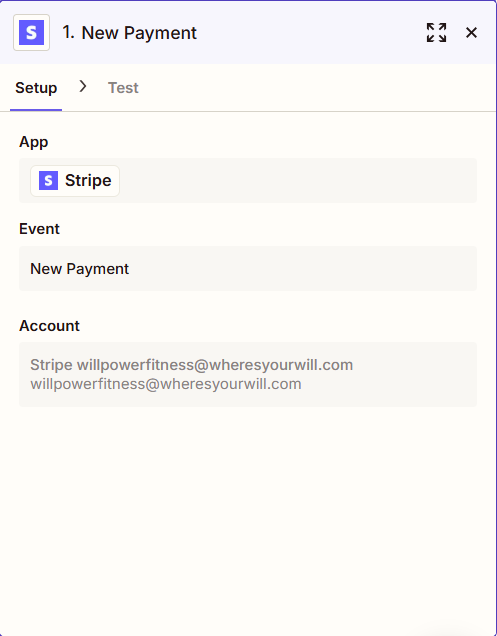 1. New Payment
Setup
Test
App
Stripe
Event
New Payment
Account
Stripe willpowerfitness@wheresyourwill.com
willpowerfitness@wheresyourwill.com